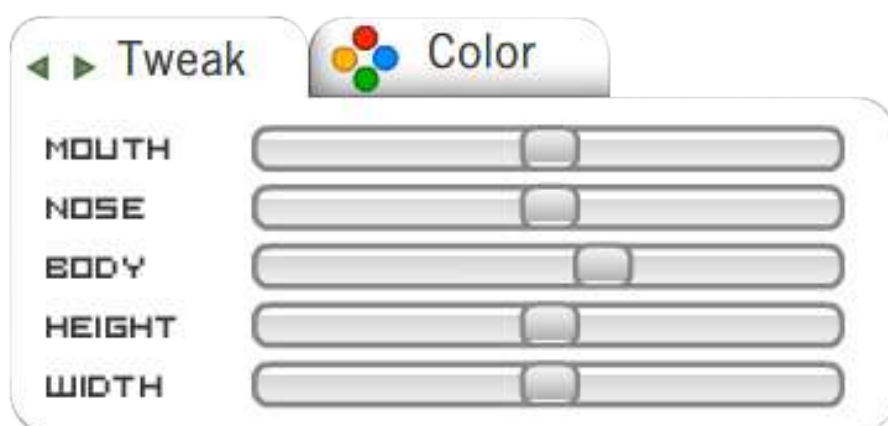 Tweak Color
MOUTH
NOSE
BODY
HEIGHT
WIDTH